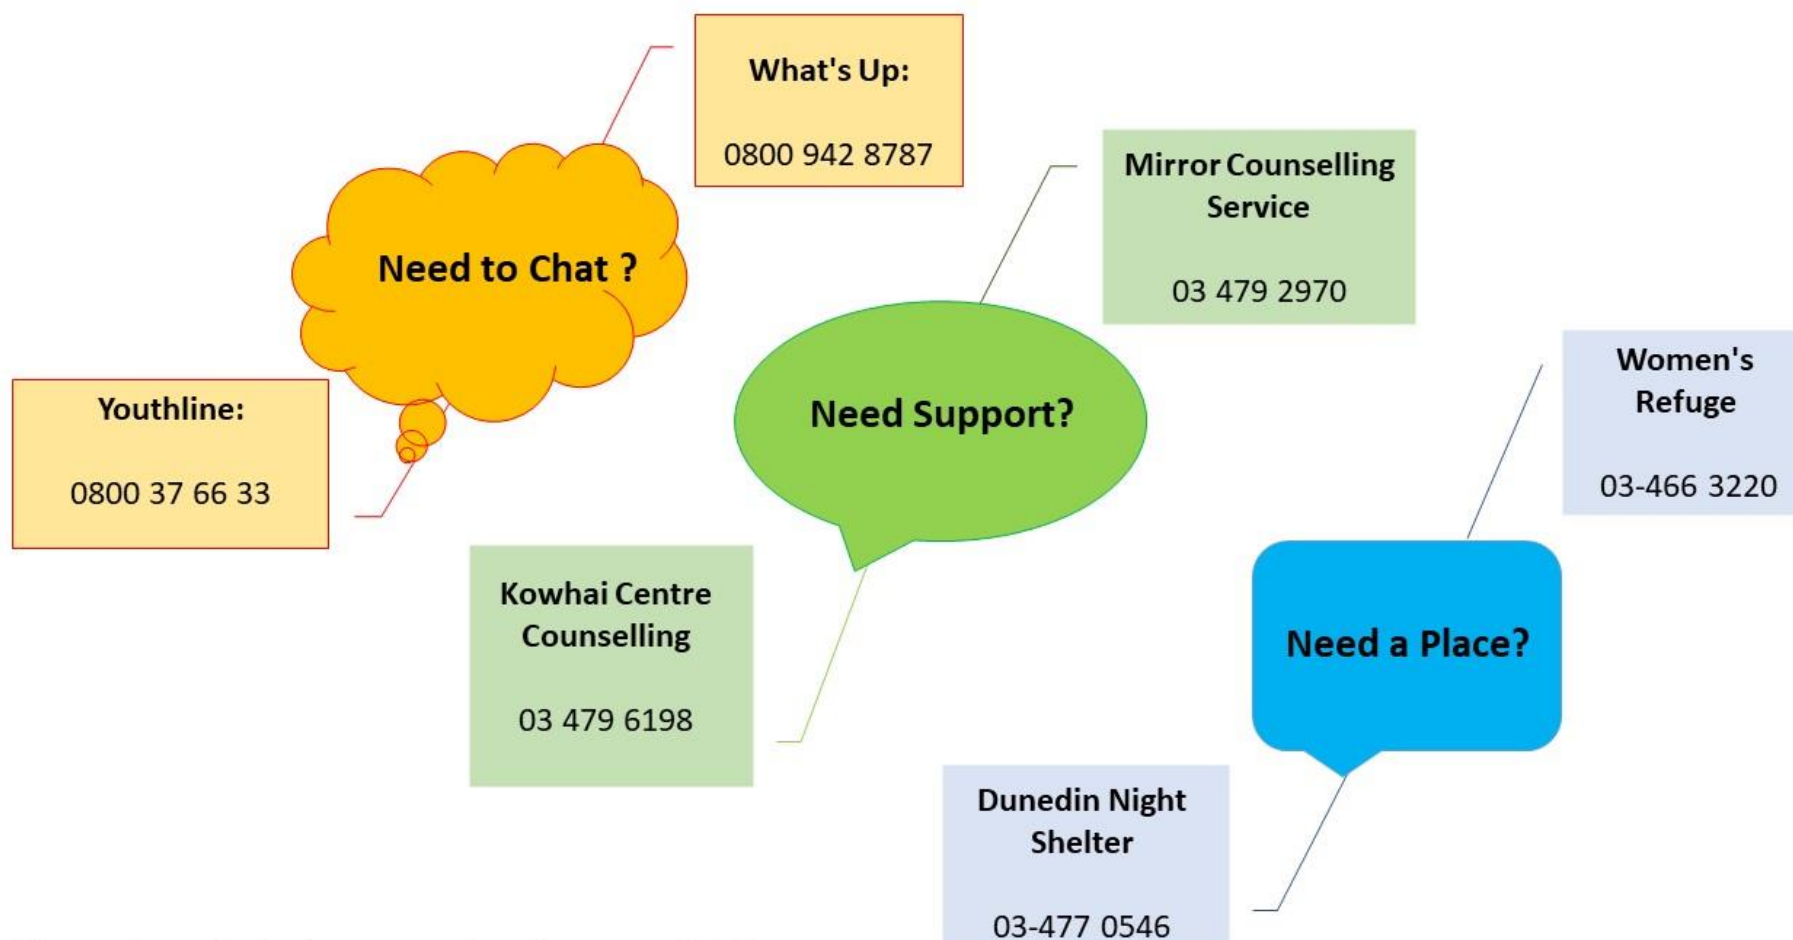 What's Up:
0800 942 8787
Need to Chat ?
Youthline:
0800 37 66 33
Mirror Counselling
Service
03 479 2970
Need Support?
Kowhai Centre
Counselling
03 479 6198
Women's
Refuge
03-466 3220
Need a Place?
Dunedin Night
Shelter
03-477 0546